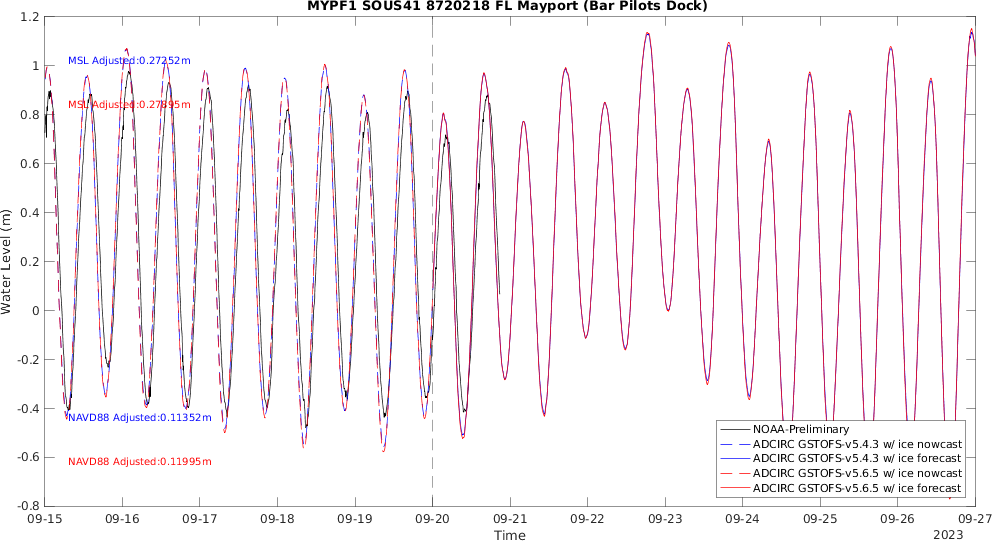 MYPF1 SOUS41 8720218 FL Mayport (Bar Pilots Dock)
1.2
1
0.8
0.6
0.4
0.2
0
-0.2
-0.4
-0.6
-0.8
Water Level (m)
MSL Adjusted:0.27252m
MSL Adjusted:0.27895m
NAVD88 Adjusted:0.11352m
NAVD88 Adjusted:0.11995m
NOAA-Preliminary
ADCIRC GSTOFS-v5.4.3 w/ ice nowcast
ADCIRC GSTOFS-v5.4.3 w/ ice forecast
ADCIRC GSTOFS-v5.6.5 w/ ice nowcast
ADCIRC GSTOFS-v5.6.5 w/ ice forecast
09-15 09-16 09-17 09-18 09-19 09-20 09-21 09-22 09-23 09-24 09-25 09-26 09-27
Time
2023